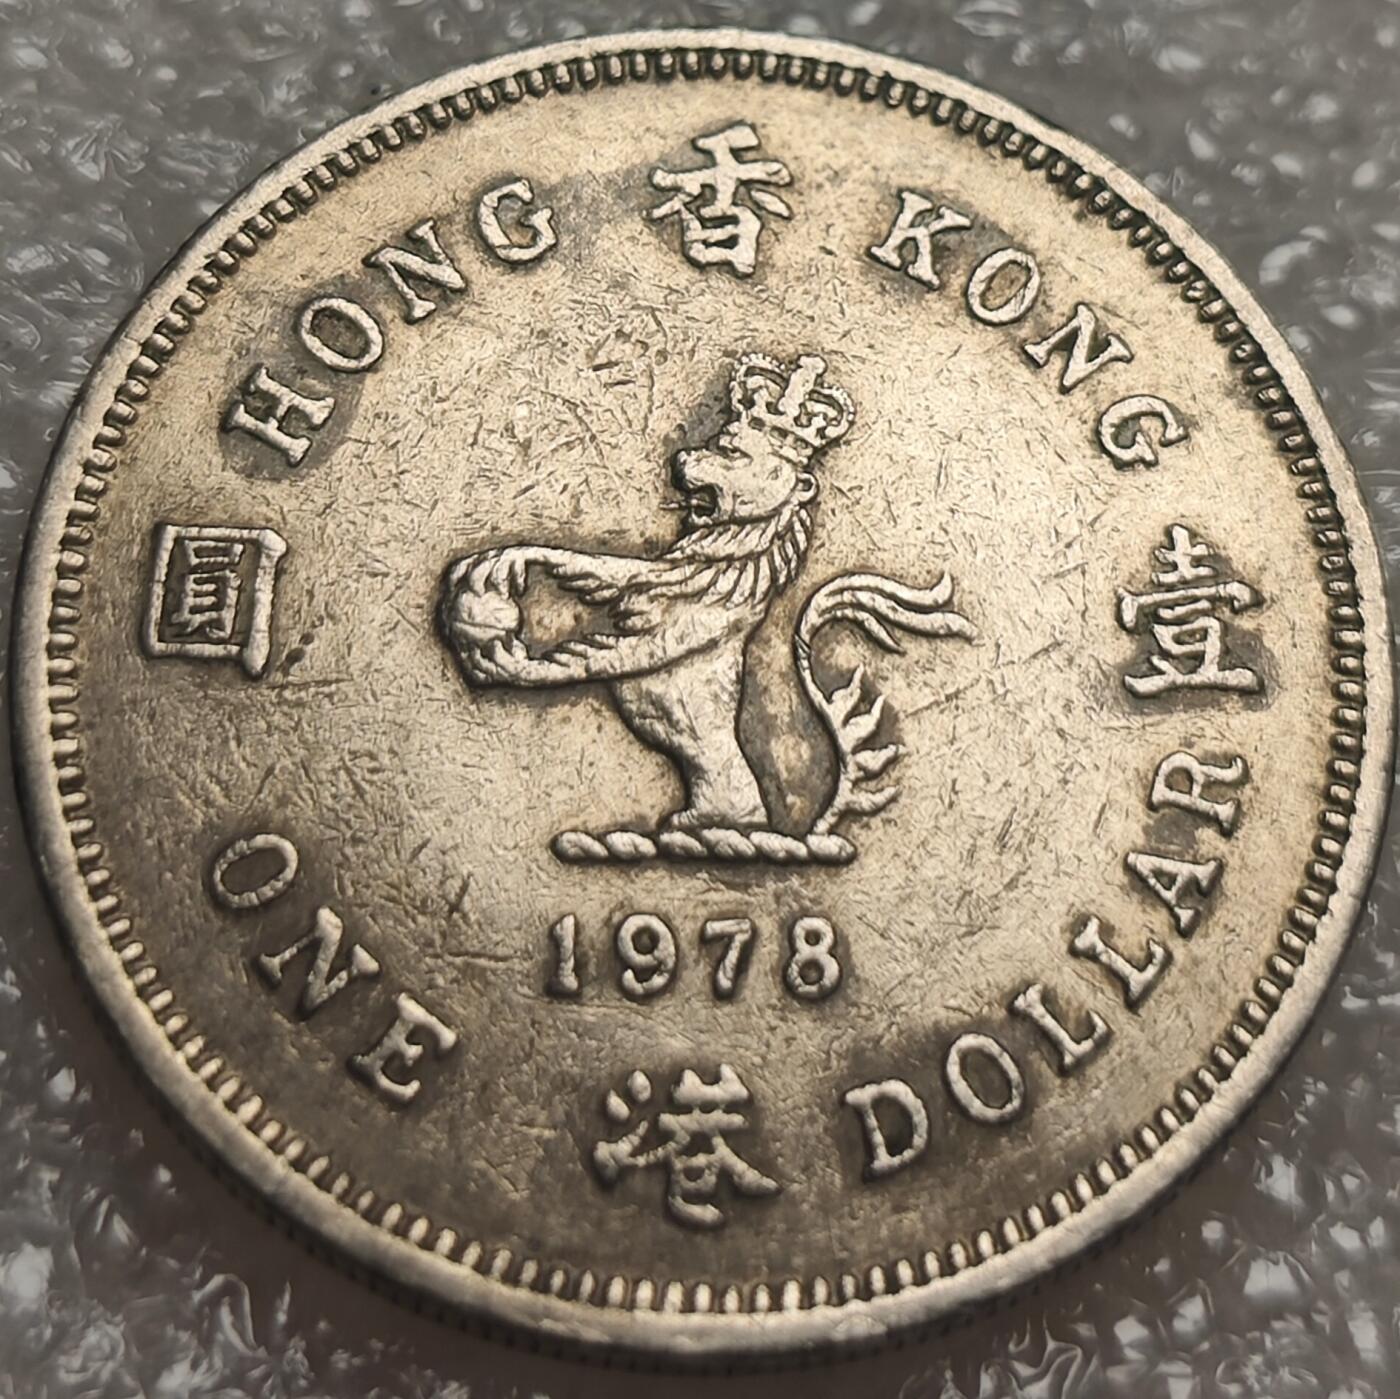 HONG KONG
香
港
壹
圓
1978
ONE DOLLAR